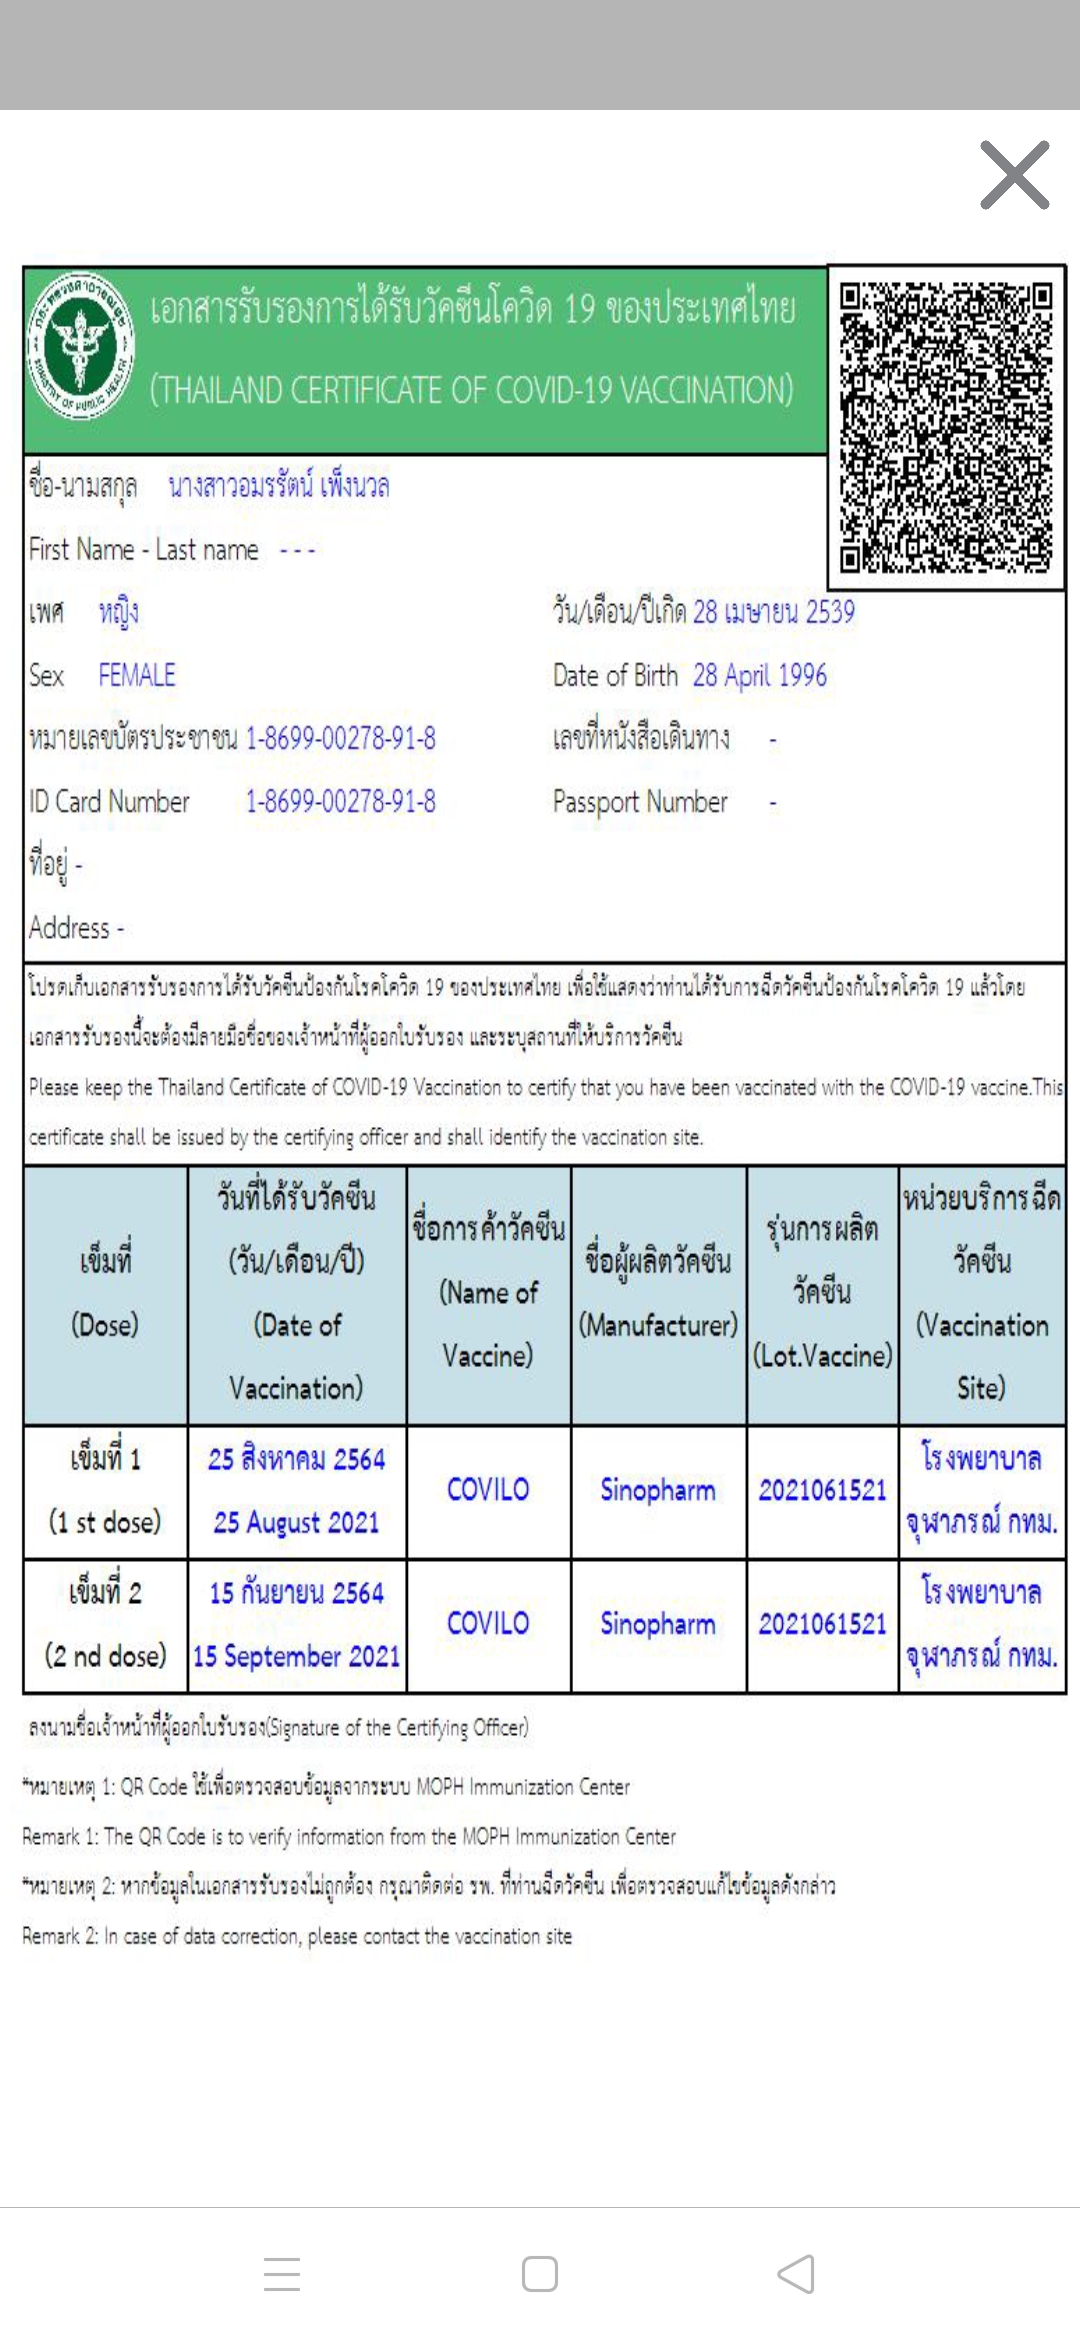 เอกสารรับรองการได้รับวัคซีนโควิด 19 ของประเทศไทย
(THAILAND CERTIFICATE OF COVID-19 VACCINATION)
กระทรวงสาธารณสุข
MINISTRY OF PUBLIC HEALTH
ชื่อ-นามสกุล นางสาวอมรรัตน์ เพ็งนวล
First Name - Last name - - -
เพศ หญิง วัน/เดือน/ปีเกิด 28 เมษายน 2539
Sex FEMALE Date of Birth 28 April 1996
หมายเลขบัตรประชาชน 1-8699-00278-91-8 เลขที่หนังสือเดินทาง -
ID Card Number 1-8699-00278-91-8 Passport Number -
ที่อยู่ -
Address -
โปรดเก็บเอกสารรับรองการได้รับวัคซีนป้องกันโรคโควิด 19 ของประเทศไทย เพื่อใช้แสดงว่าท่านได้รับการฉีดวัคซีนป้องกันโรคโควิด 19 แล้วโดย
เอกสารรับรองนี้จะต้องมีลายมือชื่อของเจ้าหน้าที่ผู้ออกใบรับรอง และระบุสถานที่ให้บริการวัคซีน
Please keep the Thailand Certificate of COVID-19 Vaccination to certify that you have been vaccinated with the COVID-19 vaccine.This
certificate shall be issued by the certifying officer and shall identify the vaccination site.
เข็มที่
(Dose)
วันที่ได้รับวัคซีน
(วัน/เดือน/ปี)
(Date of
Vaccination)
ชื่อการค้าวัคซีน
(Name of
Vaccine)
ชื่อผู้ผลิตวัคซีน
(Manufacturer)
รุ่นการผลิต
วัคซีน
(Lot.Vaccine)
หน่วยบริการฉีด
วัคซีน
(Vaccination
Site)
เข็มที่ 1
(1 st dose)
25 สิงหาคม 2564
25 August 2021
COVILO
Sinopharm
2021061521
โรงพยาบาล
จุฬาภรณ์ กทม.
เข็มที่ 2
(2 nd dose)
15 กันยายน 2564
15 September 2021
COVILO
Sinopharm
2021061521
โรงพยาบาล
จุฬาภรณ์ กทม.
ลงนามชื่อเจ้าหน้าที่ผู้ออกใบรับรอง(Signature of the Certifying Officer)
*หมายเหตุ 1: QR Code ใช้เพื่อตรวจสอบข้อมูลจากระบบ MOPH Immunization Center
Remark 1: The QR Code is to verify information from the MOPH Immunization Center
*หมายเหตุ 2: หากข้อมูลในเอกสารรับรองไม่ถูกต้อง กรุณาติดต่อ รพ. ที่ท่านฉีดวัคซีน เพื่อตรวจสอบแก้ไขข้อมูลดังกล่าว
Remark 2: In case of data correction, please contact the vaccination site